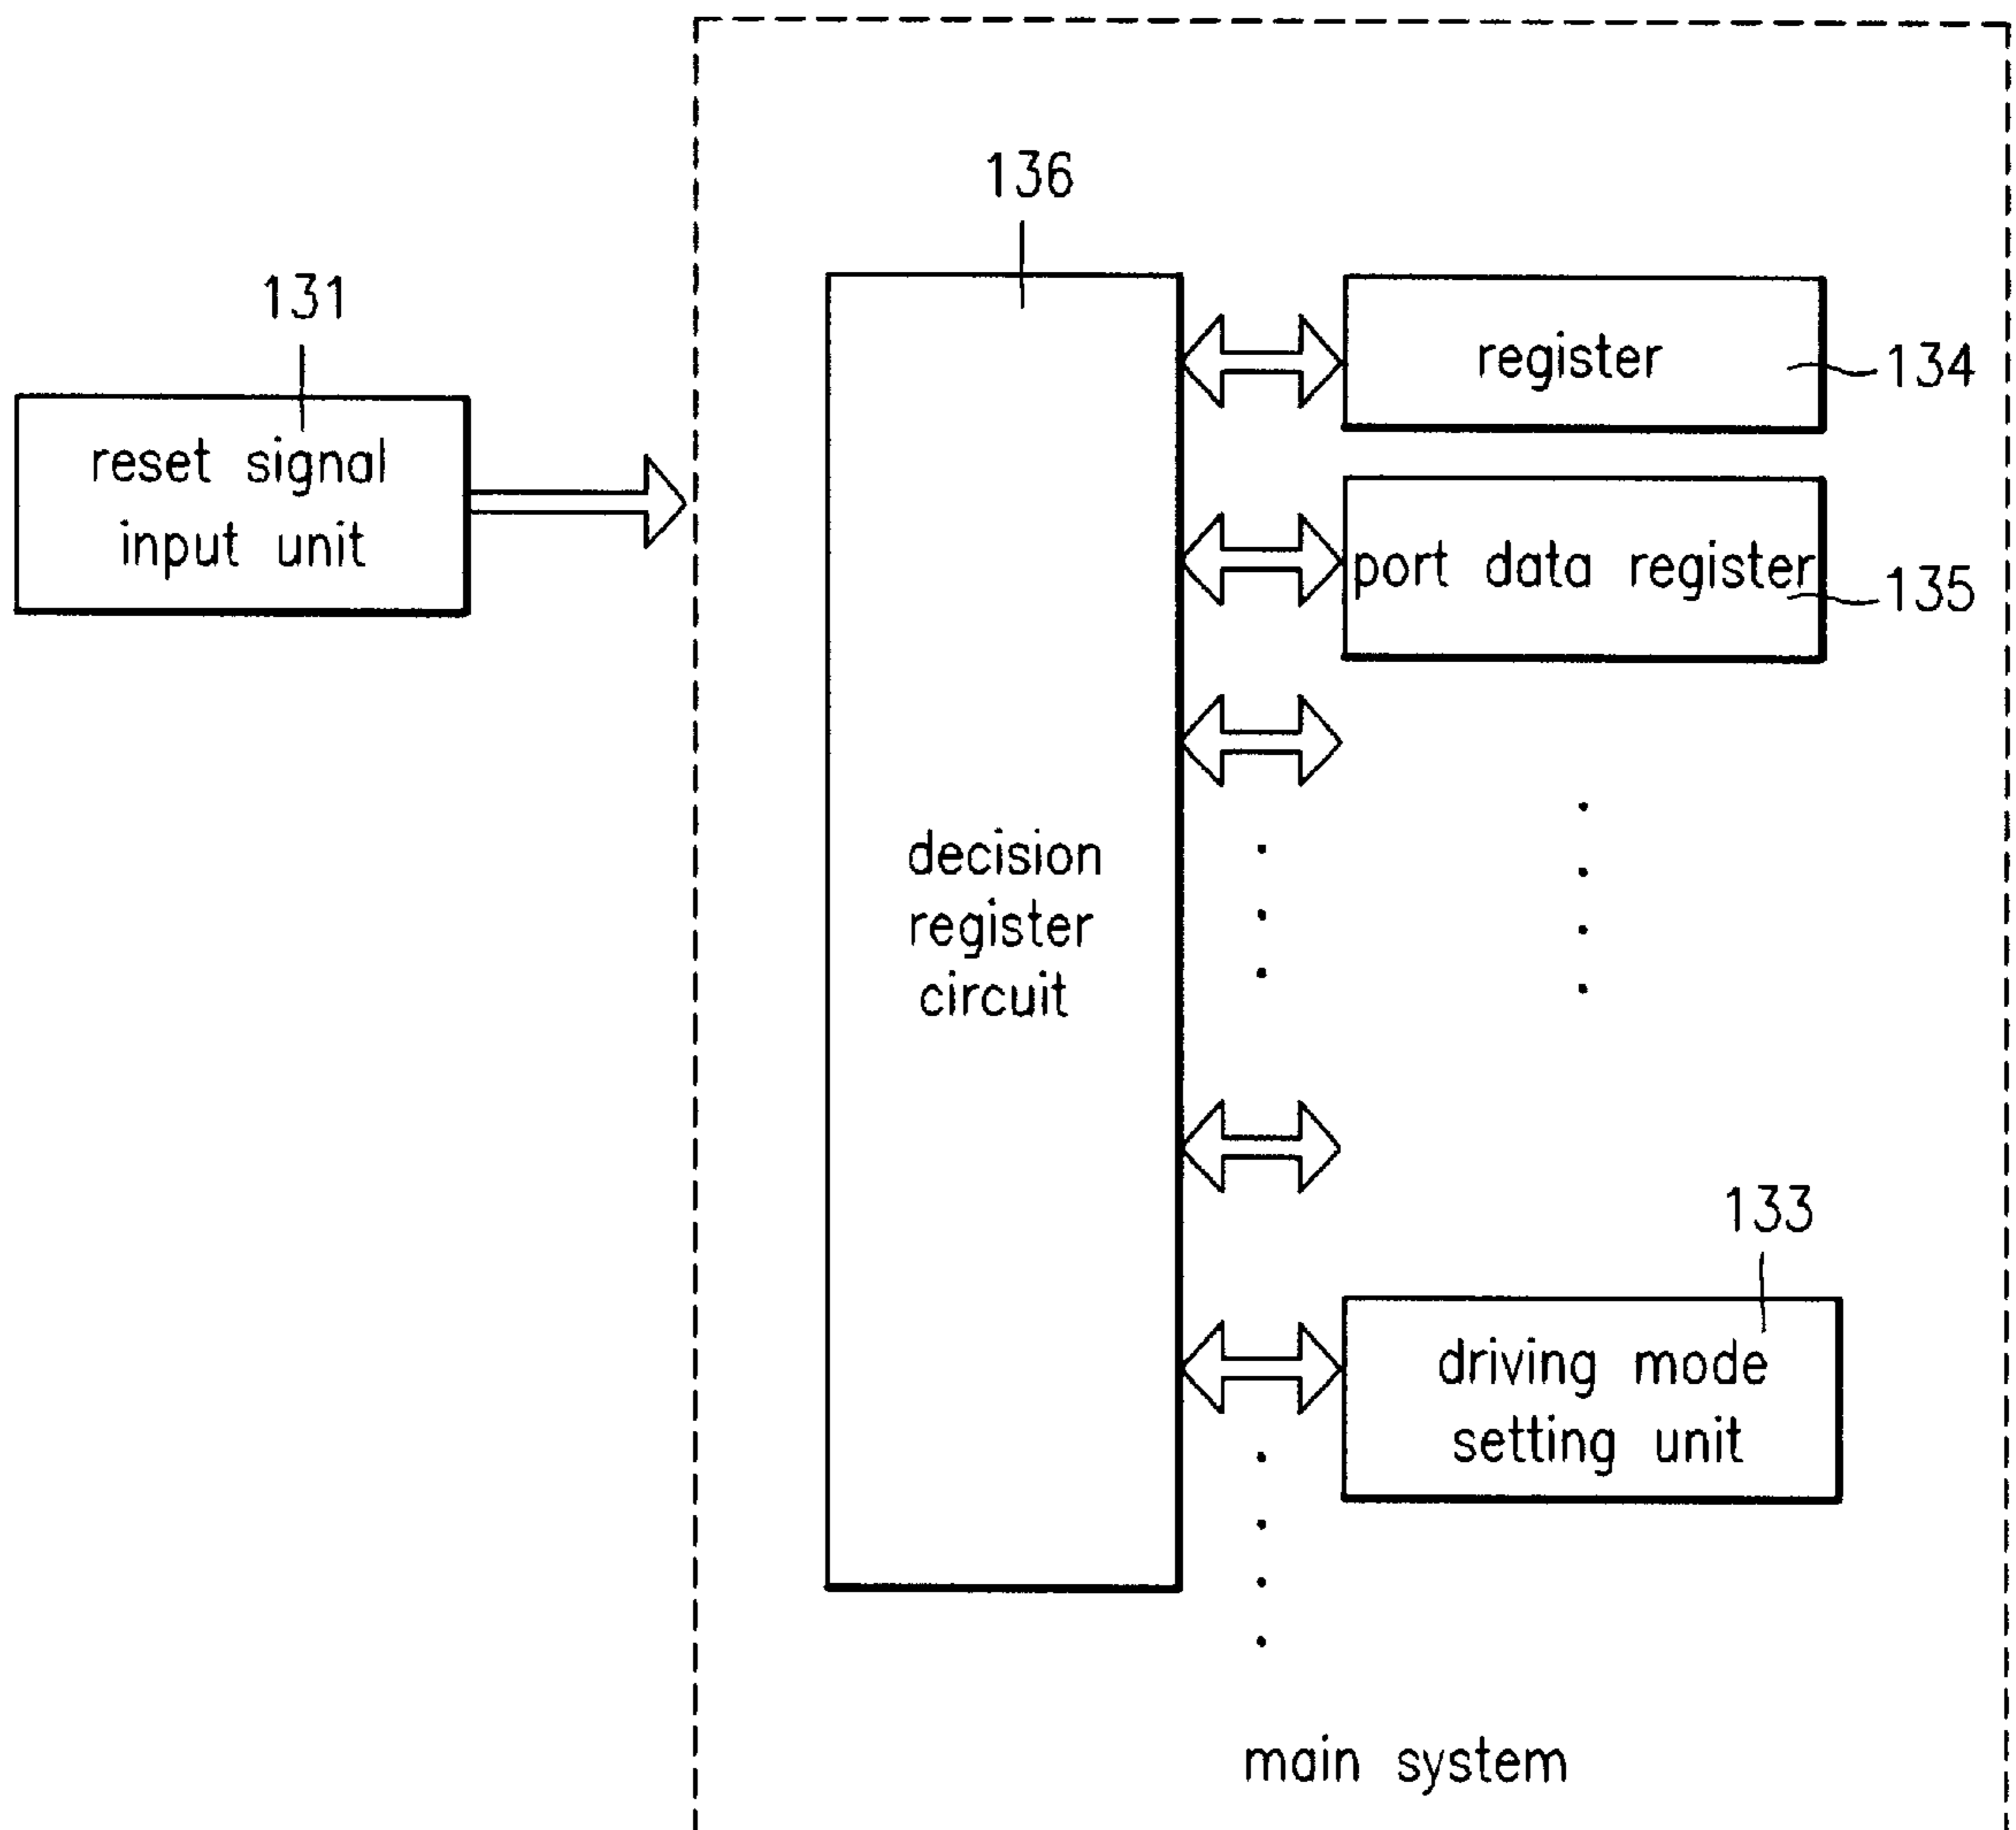 136
131
reset signal
input unit
register
134
port data register
135
decision
register
circuit
133
driving mode
setting unit
main system